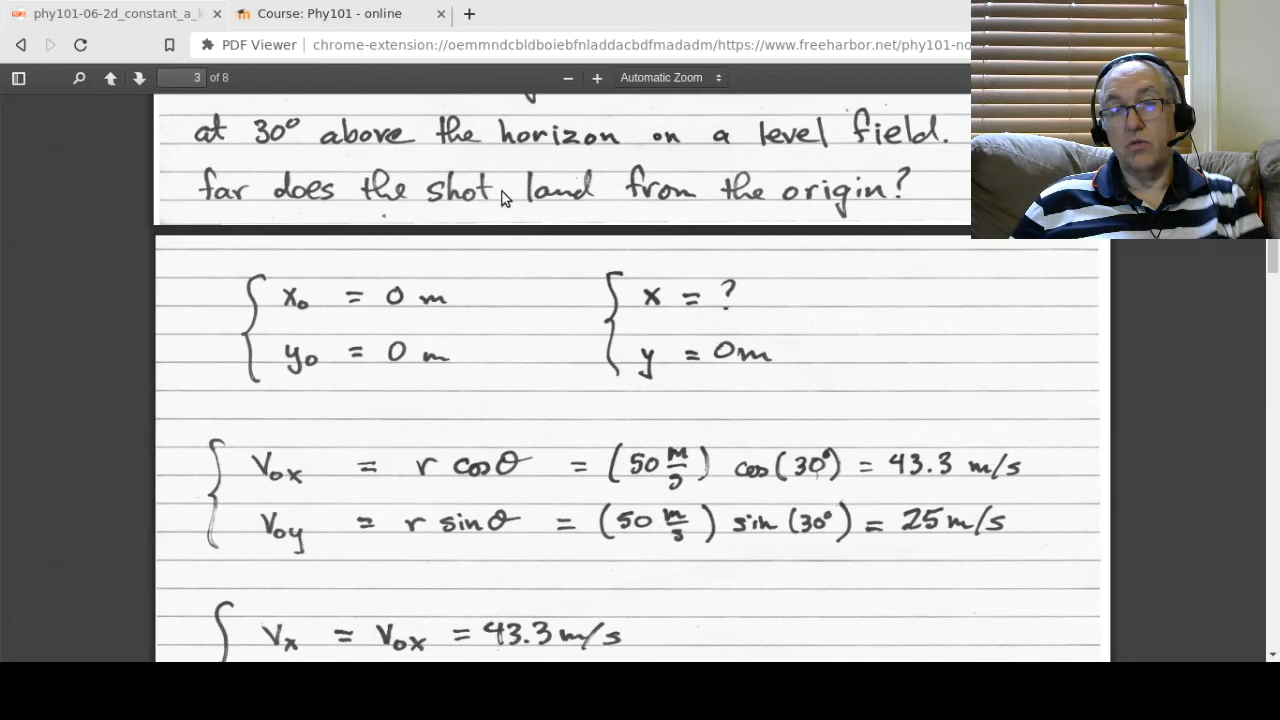 phy101-06-2d_constant_a_k
Course: Phy101 - online
PDF Viewer
chrome-extension://oemmndcbldboiebfnladdacbdfmadadm/https://www.freeharbor.net/phy101-no
3 of 8
Automatic Zoom
at 30° above the horizon on a level field.
far does the shot land from the origin?
x₀ = 0 m
x = ?
y₀ = 0 m
y = 0m
V₀ₓ = r cosθ = (50 m/s) cos(30°) = 43.3 m/s
V₀y = r sinθ = (50 m/s) sin(30°) = 25 m/s
Vₓ = V₀ₓ = 43.3 m/s